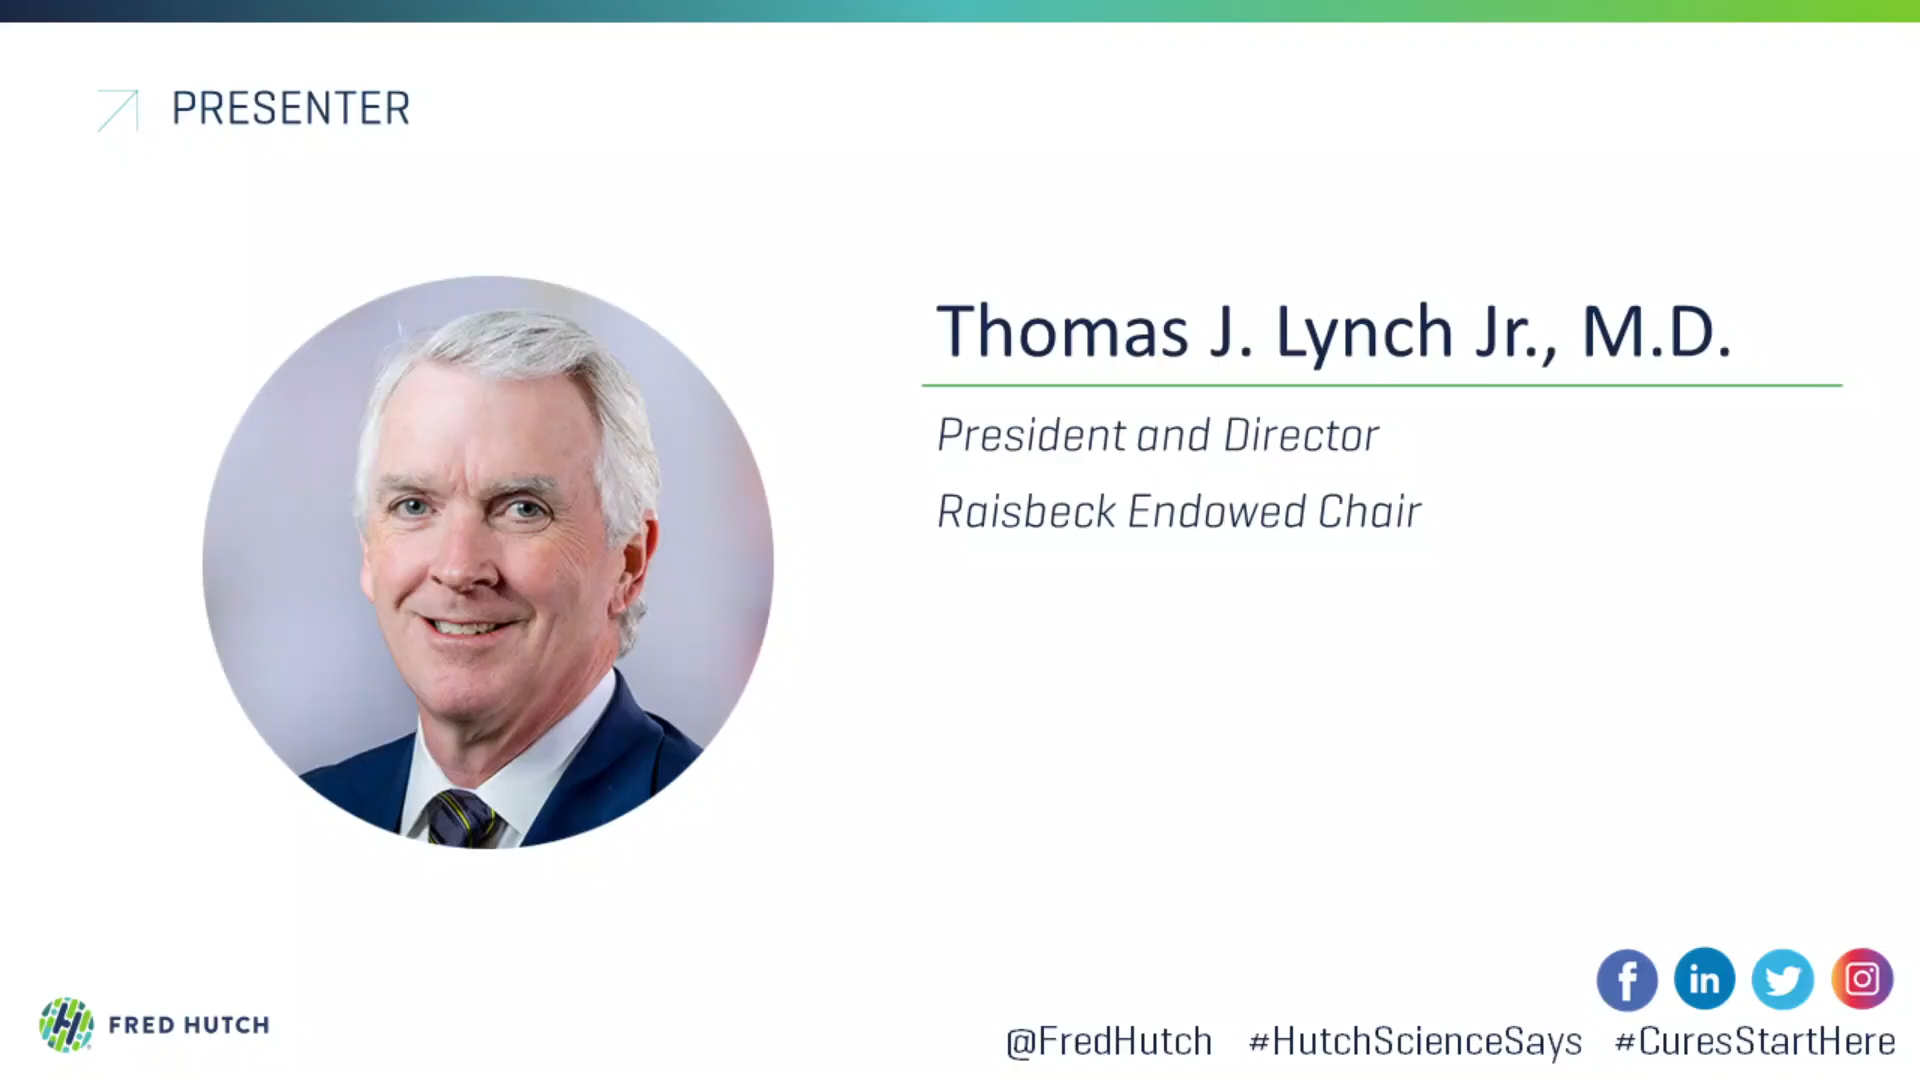 PRESENTER
Thomas J. Lynch Jr., M.D.
President and Director
Raisbeck Endowed Chair
FRED HUTCH
@FredHutch #HutchScienceSays #CuresStartHere